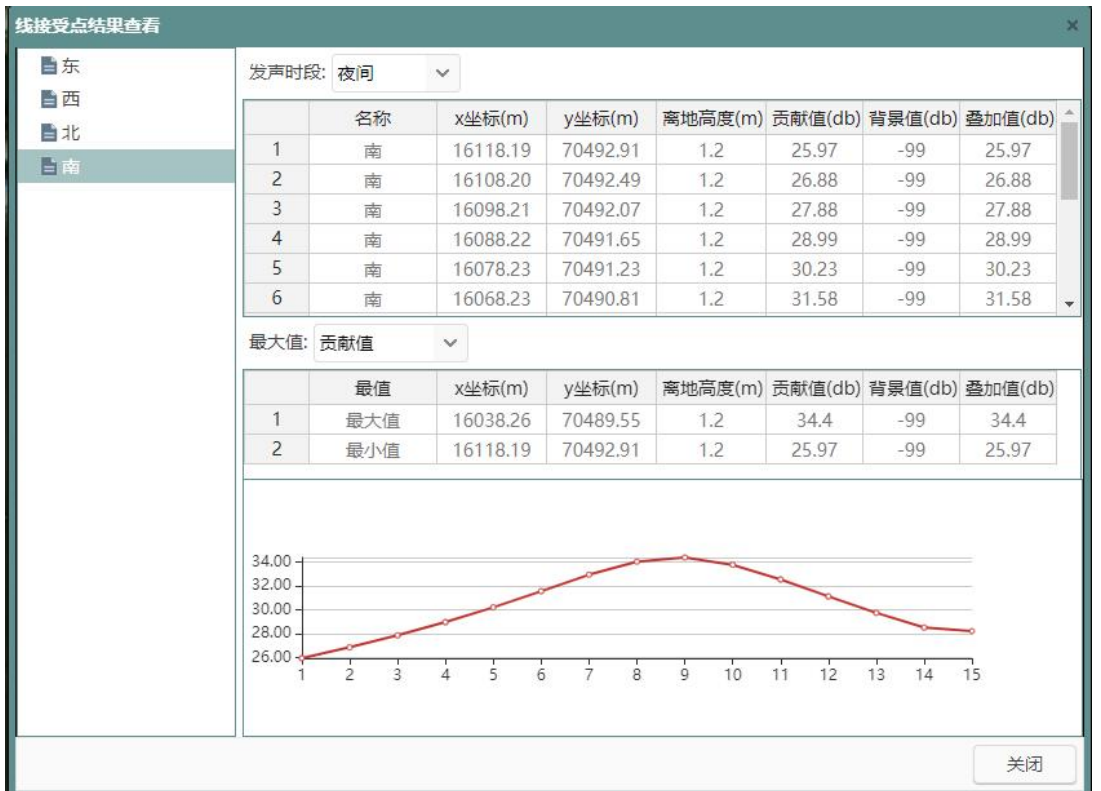 线接受点结果查看
东
西
北
南
发声时段: 夜间
名称 x坐标(m) y坐标(m) 离地高度(m) 贡献值(db) 背景值(db) 叠加值(db)
1 南 16118.19 70492.91 1.2 25.97 -99 25.97
2 南 16108.20 70492.49 1.2 26.88 -99 26.88
3 南 16098.21 70492.07 1.2 27.88 -99 27.88
4 南 16088.22 70491.65 1.2 28.99 -99 28.99
5 南 16078.23 70491.23 1.2 30.23 -99 30.23
6 南 16068.23 70490.81 1.2 31.58 -99 31.58
最大值: 贡献值
最值 x坐标(m) y坐标(m) 离地高度(m) 贡献值(db) 背景值(db) 叠加值(db)
1 最大值 16038.26 70489.55 1.2 34.4 -99 34.4
2 最小值 16118.19 70492.91 1.2 25.97 -99 25.97
34.00
32.00
30.00
28.00
26.00
1 2 3 4 5 6 7 8 9 10 11 12 13 14 15
关闭